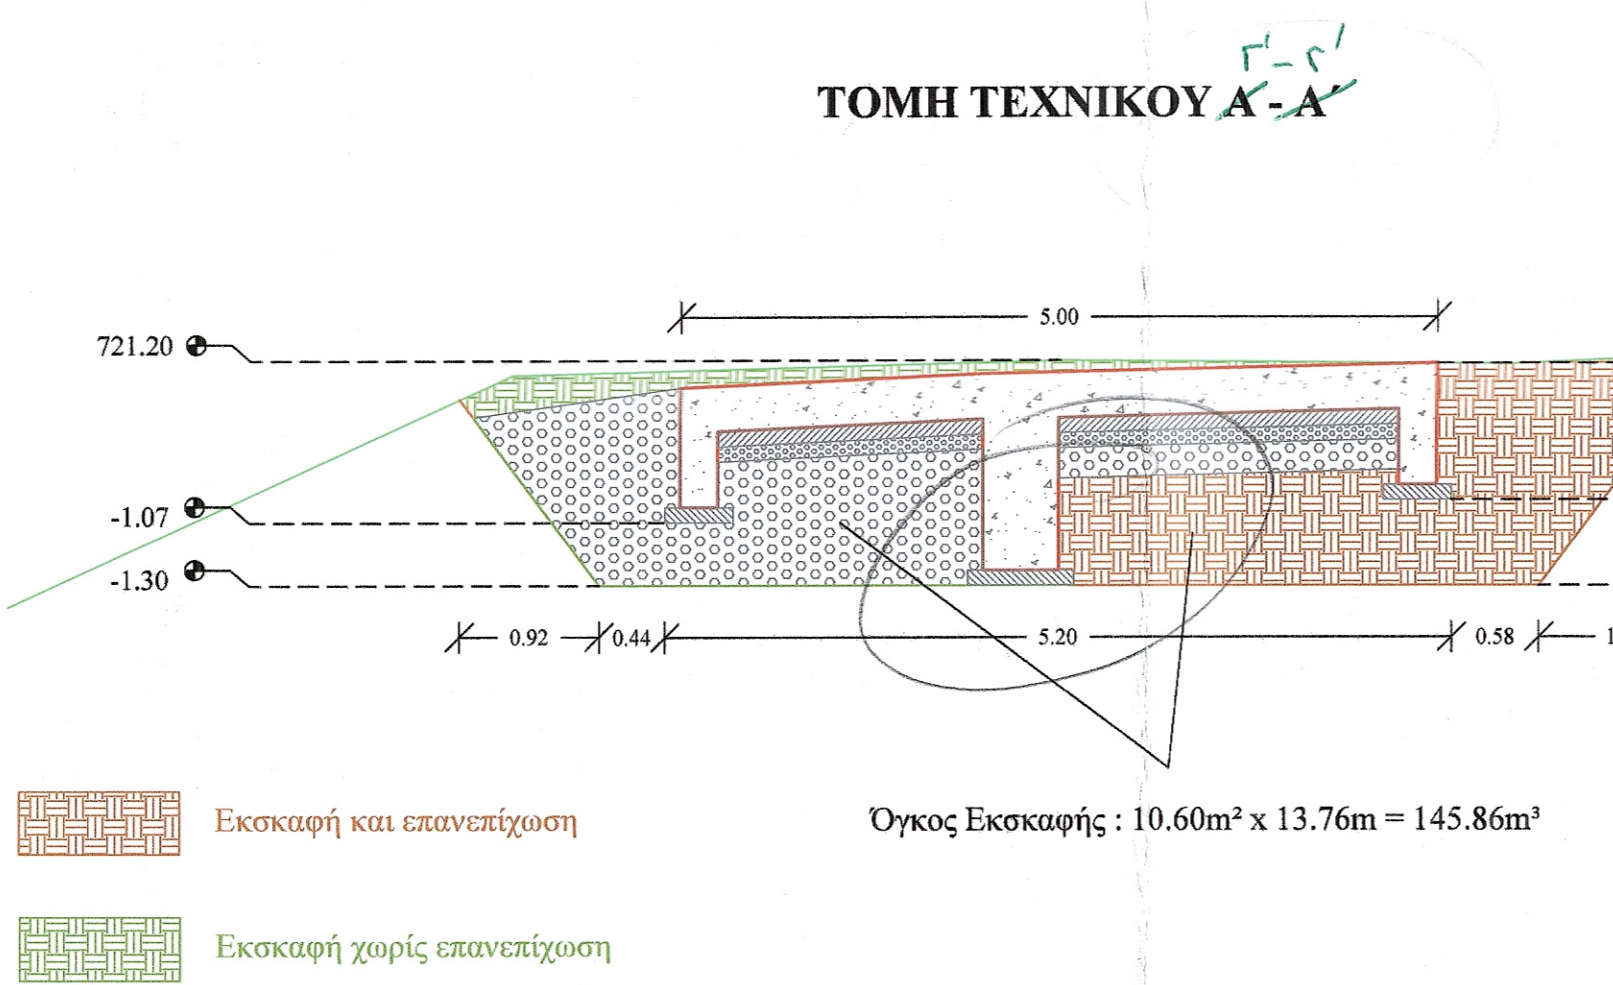 Γ' - Γ'
ΤΟΜΗ ΤΕΧΝΙΚΟΥ Α - Α΄
5.00
721.20
-1.07
-1.30
0.92
0.44
5.20
0.58
1
Εκσκαφή και επανεπίχωση
Όγκος Εκσκαφής : 10.60m² x 13.76m = 145.86m³
Εκσκαφή χωρίς επανεπίχωση